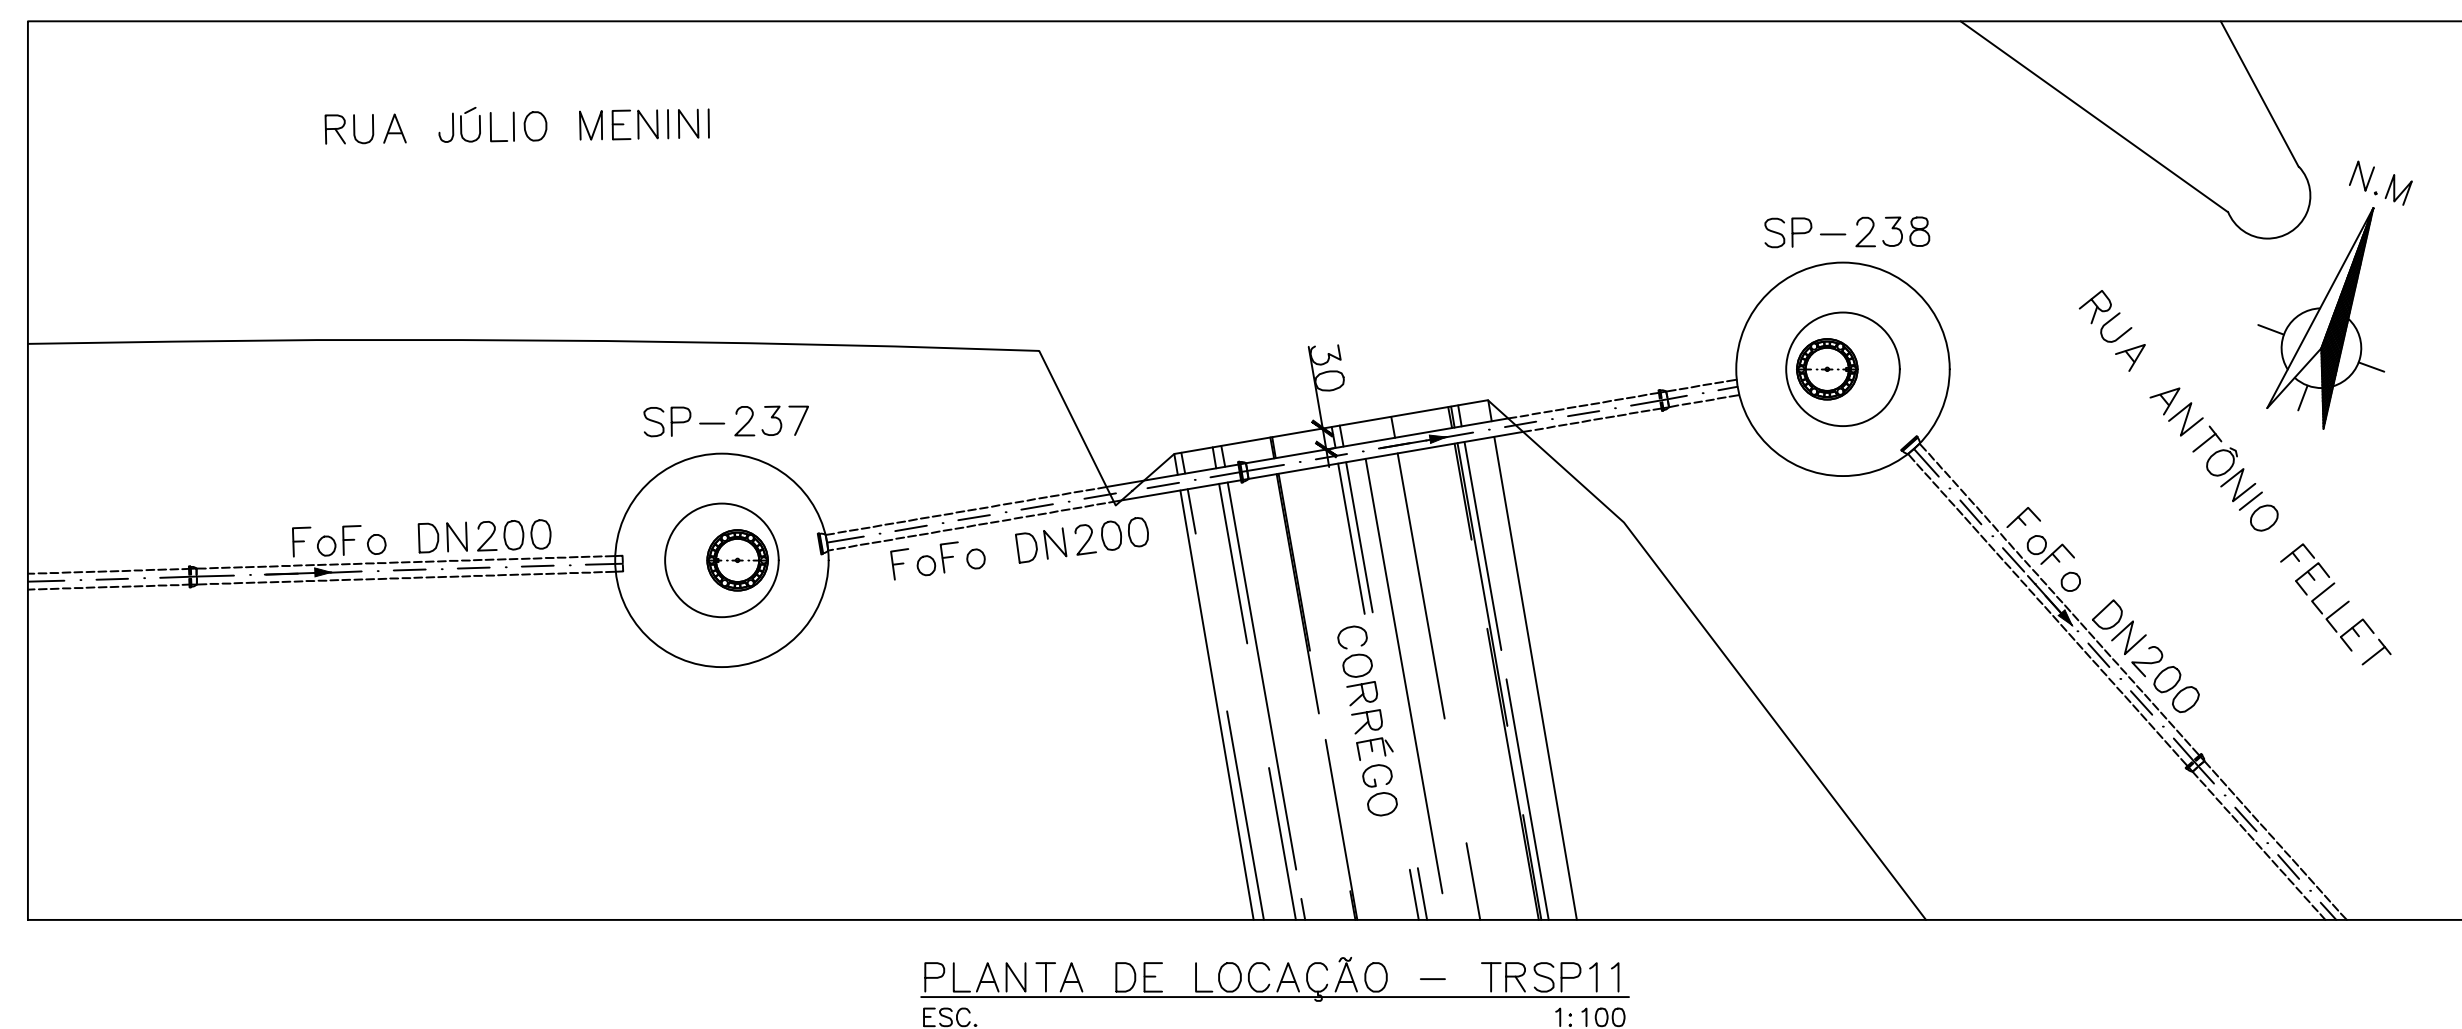 RUA JÚLIO MENINI
N.M
SP-238
RUA ANTÔNIO FELLET
30
SP-237
FoFo DN200
FoFo DN200
FoFo DN200
CORRÉGO
PLANTA DE LOCAÇÃO - TRSP11
ESC. 1:100